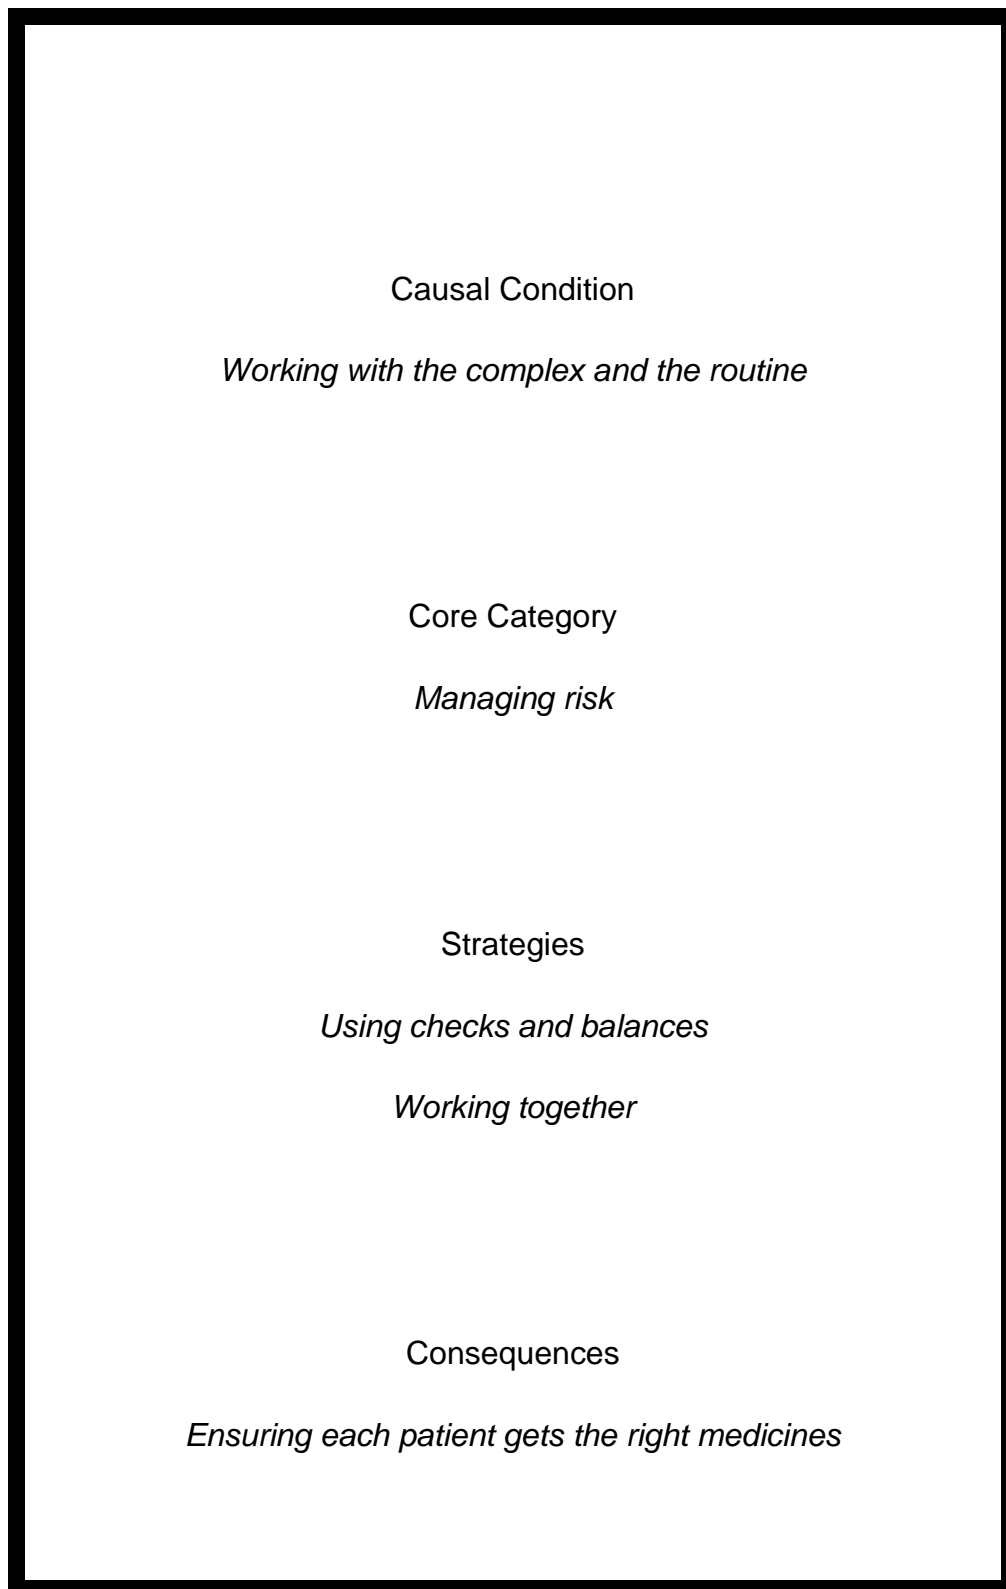 Causal Condition
Working with the complex and the routine
Core Category
Managing risk
Strategies
Using checks and balances
Working together
Consequences
Ensuring each patient gets the right medicines